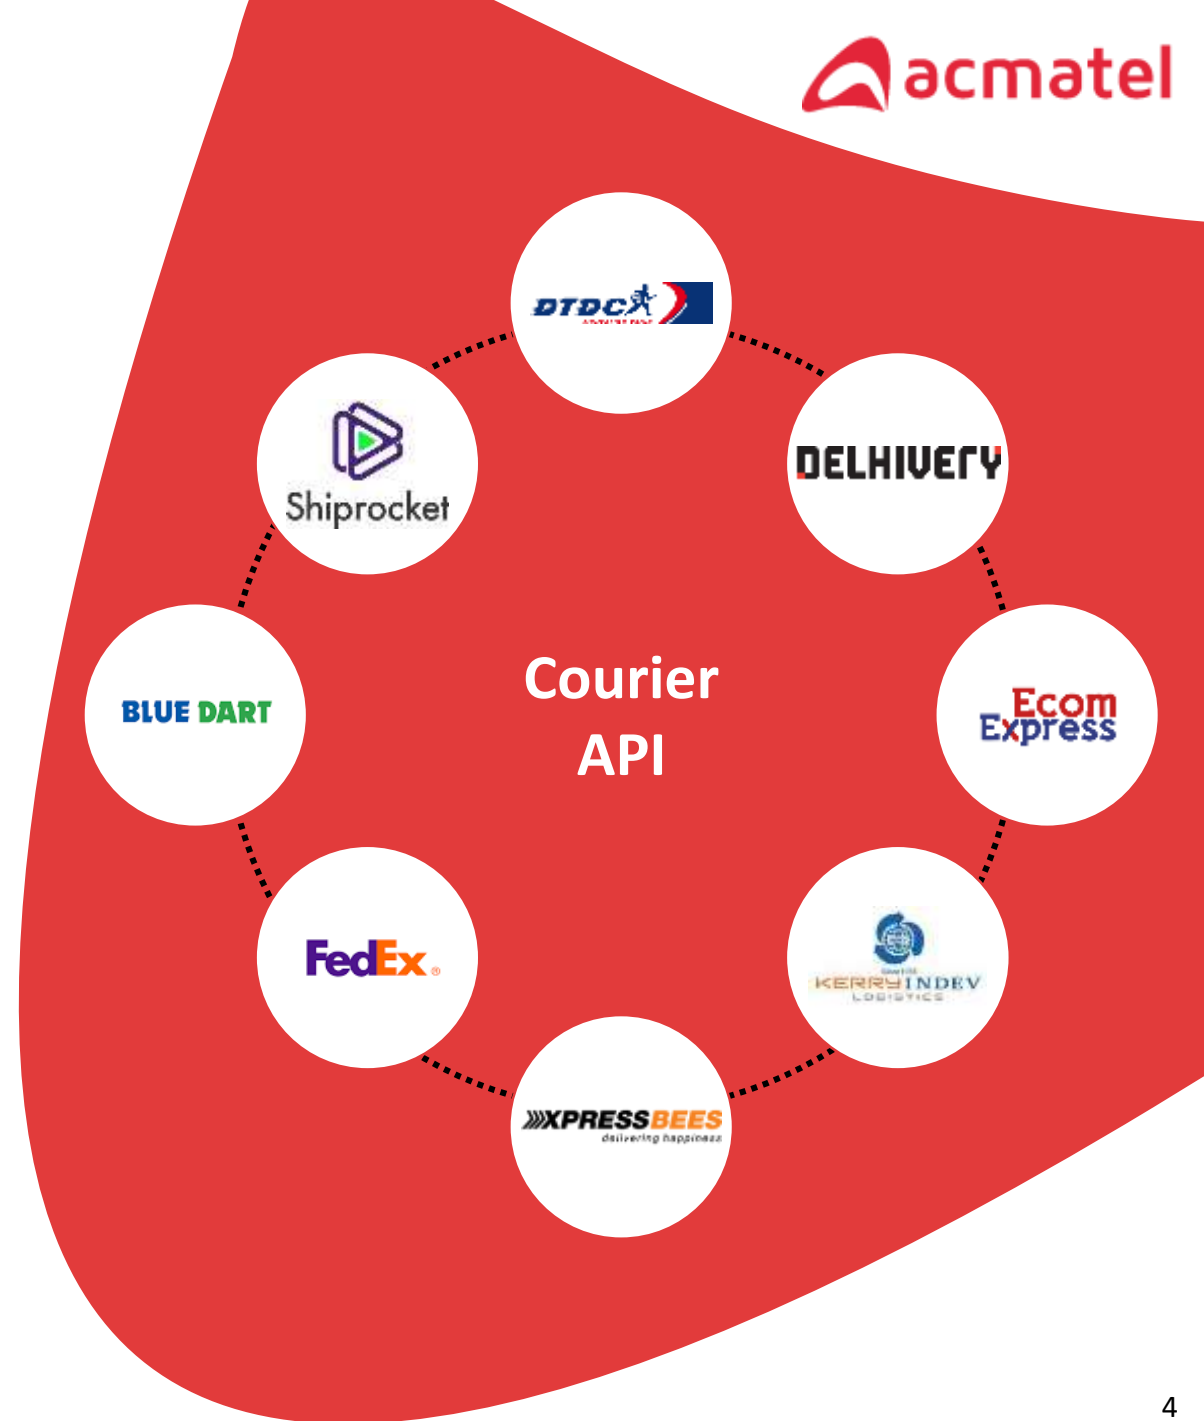 acmatel
DTDC
DELHIVERY
Shiprocket
Courier
API
BLUE DART
Ecom
Express
FedEx®
KERRY INDEV
LOGISTICS
XPRESSBEES
delivering happiness
4